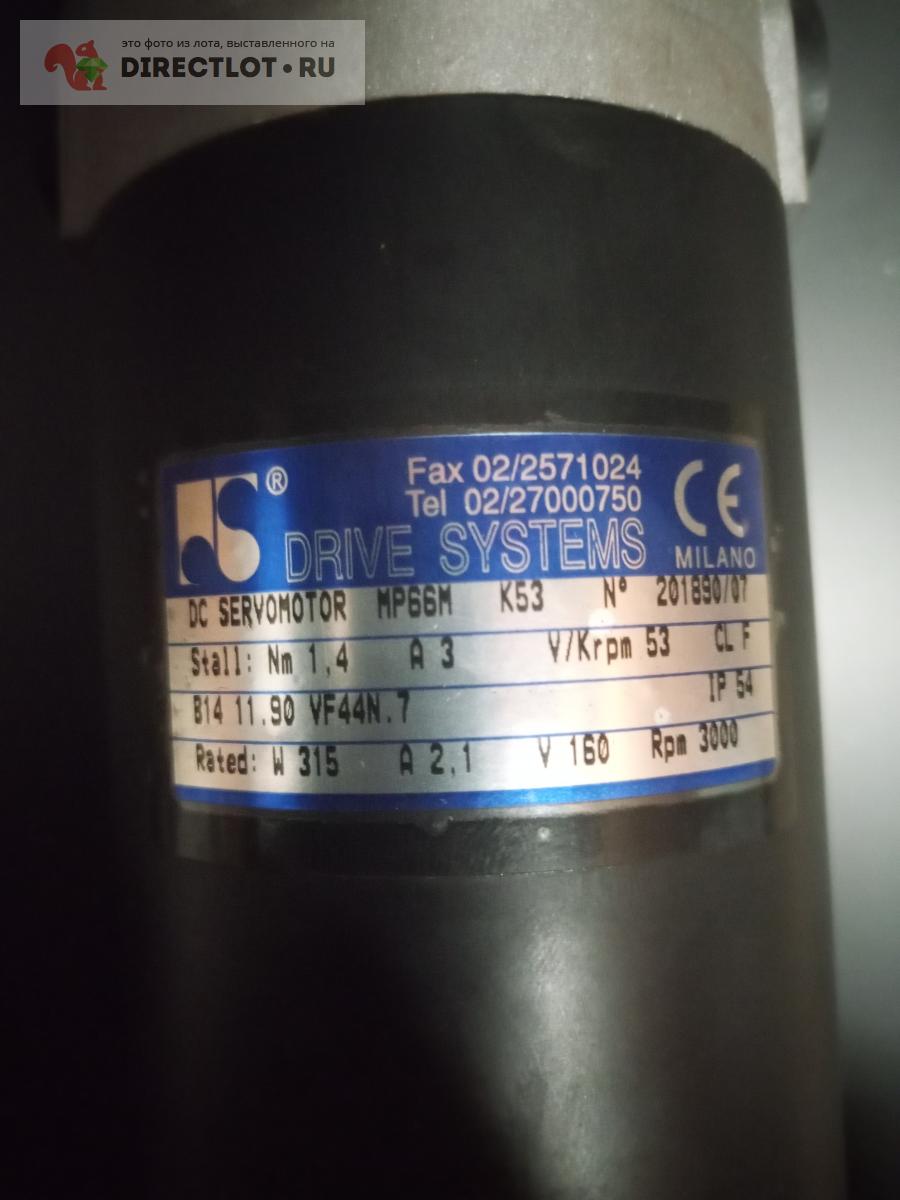 это фото из лота, выставленного на
DIRECTLOT•RU
DS®
Fax 02/2571024
Tel 02/27000750
CE
DRIVE SYSTEMS
MILANO
DC SERVOMOTOR MP66M K53 N° 201890/07
Stall: Nm 1,4 A 3 V/Krpm 53 CL F
B14 11.90 VF44N.7 IP 54
Rated: W 315 A 2,1 V 160 Rpm 3000